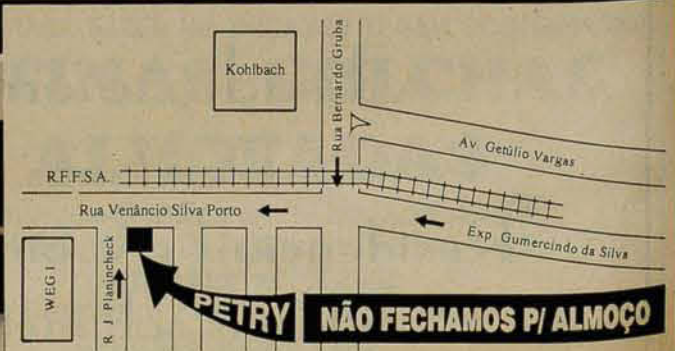 Kohlbach
Rua Bernardo Gruba
Av. Getúlio Vargas
R.F.F.S.A.
Rua Venâncio Silva Porto
Exp. Gumercindo da Silva
WEG I
R J Planincheck
PETRY
NÃO FECHAMOS P/ ALMOÇO